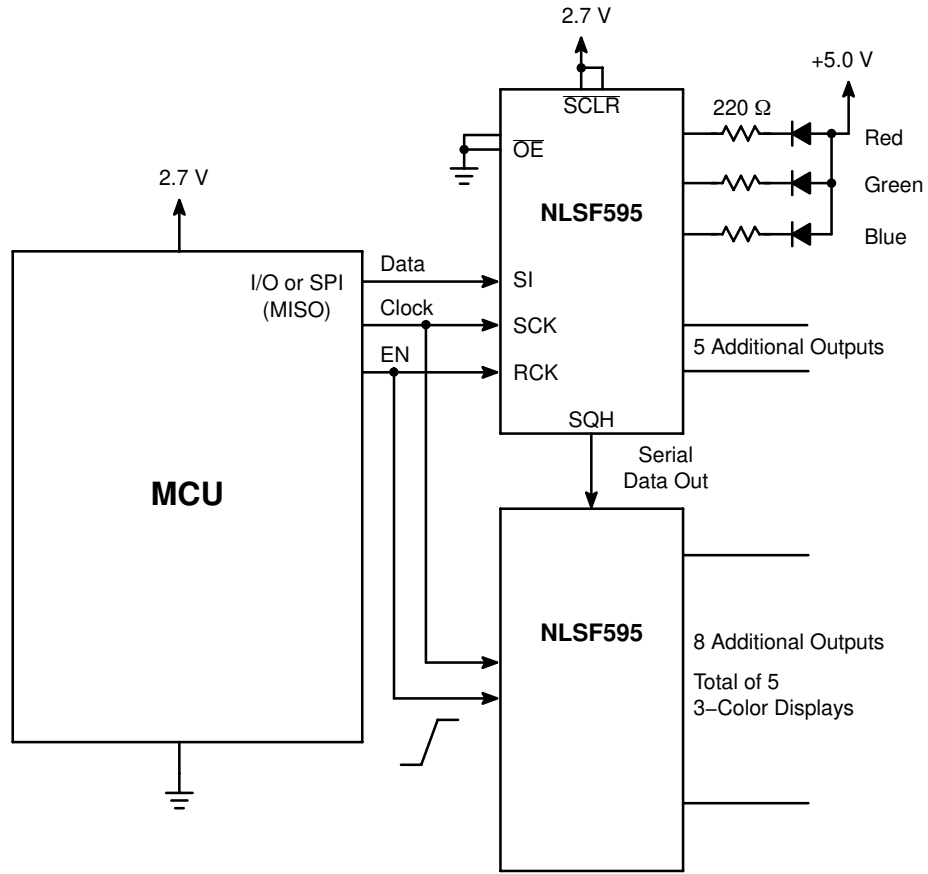 2.7 V
+5.0 V
SCLR
220 Ω
Red
OE
Green
2.7 V
NLSF595
Blue
I/O or SPI
(MISO)
Data
SI
Clock
SCK
5 Additional Outputs
EN
RCK
SQH
Serial
Data Out
MCU
NLSF595
8 Additional Outputs
Total of 5
3−Color Displays